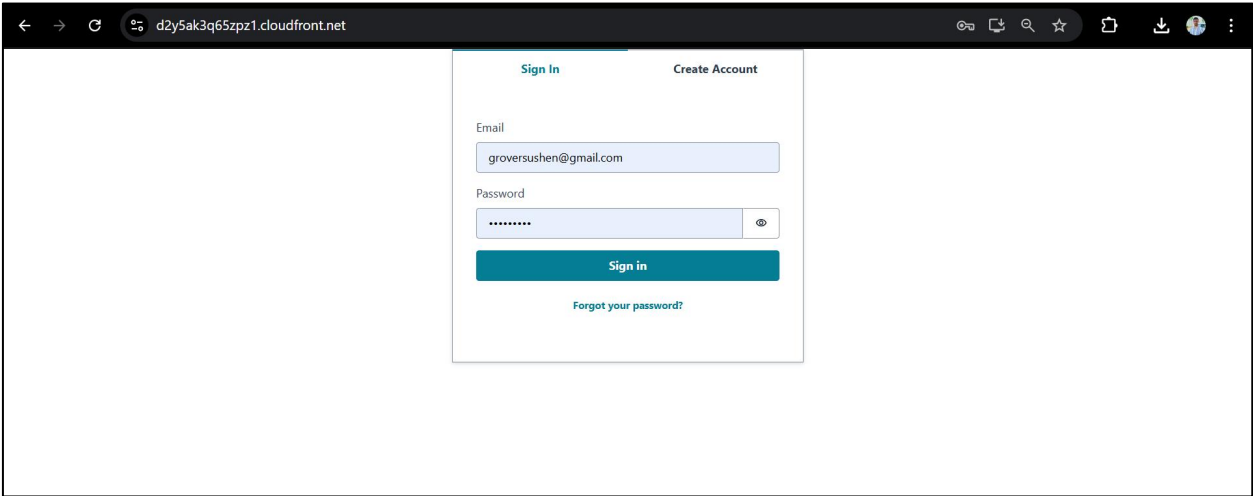 d2y5ak3q65zpz1.cloudfront.net
Sign In Create Account
Email
groversushen@gmail.com
Password
•••••••••
Sign in
Forgot your password?